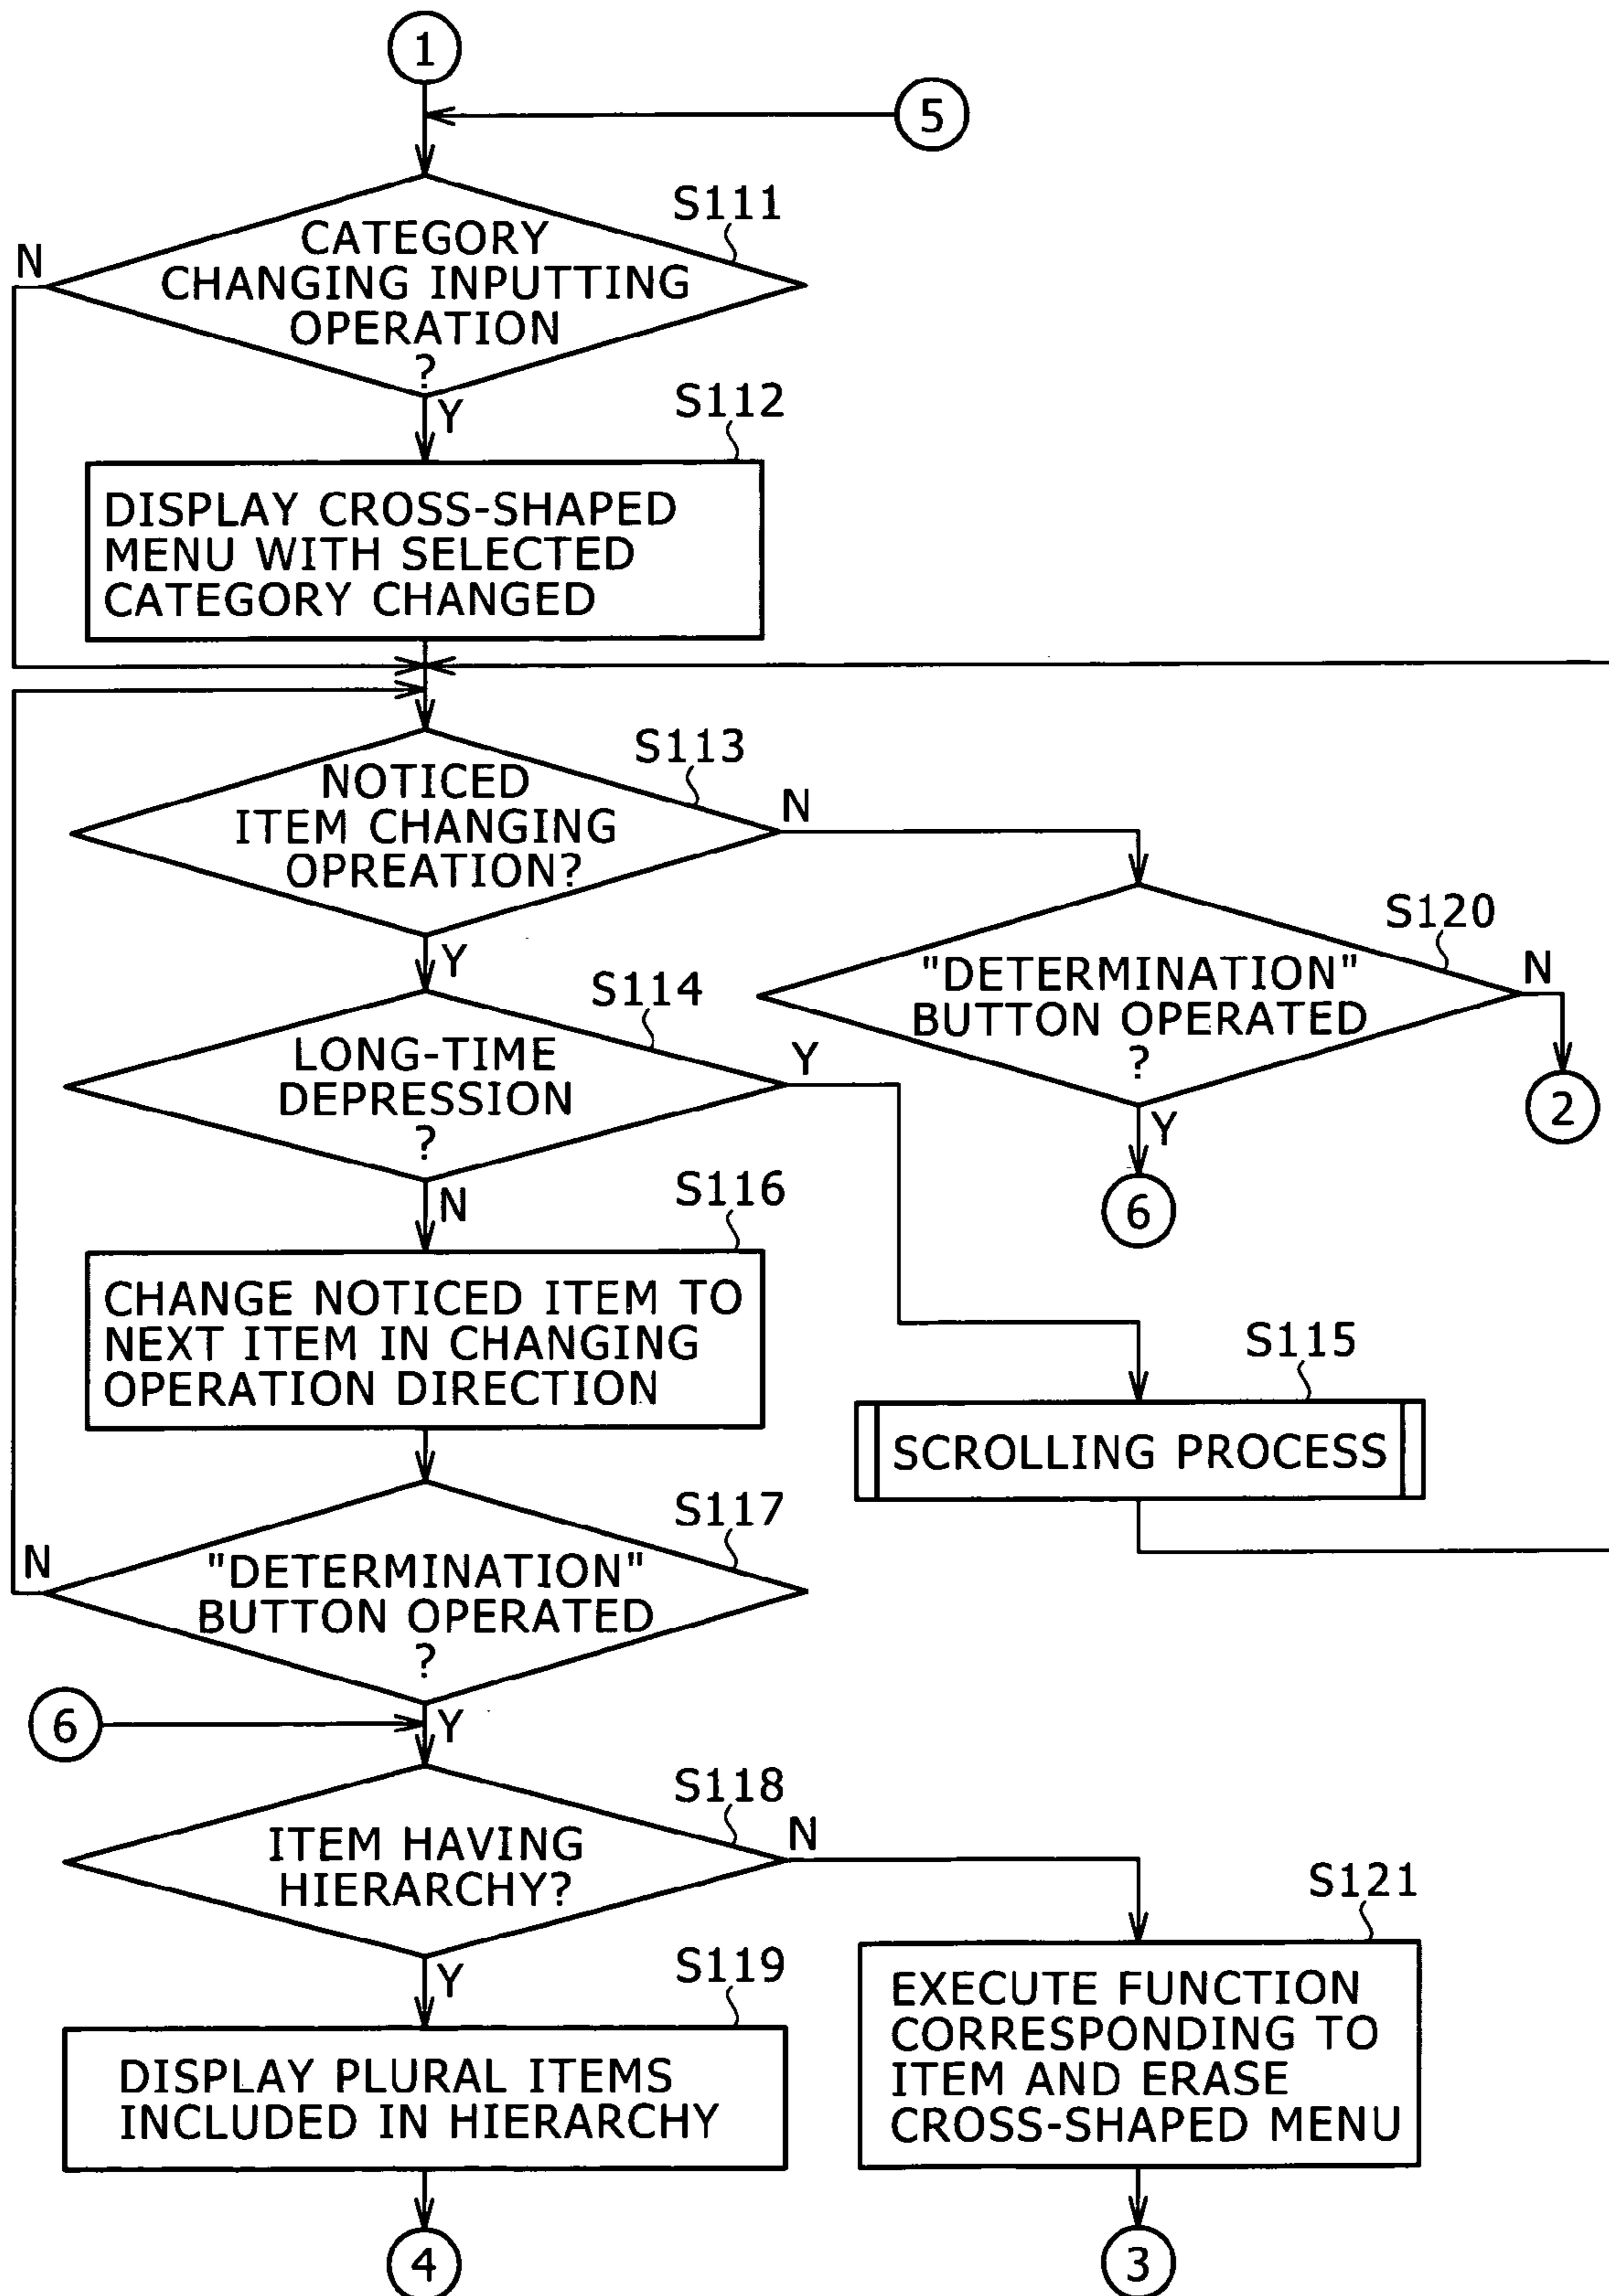 1
5
S111
CATEGORY
CHANGING INPUTTING
OPERATION
?
N
Y
S112
DISPLAY CROSS-SHAPED
MENU WITH SELECTED
CATEGORY CHANGED
S113
NOTICED
ITEM CHANGING
OPREATION?
N
Y
S120
"DETERMINATION"
BUTTON OPERATED
?
N
2
Y
6
S114
LONG-TIME
DEPRESSION
?
Y
N
S116
CHANGE NOTICED ITEM TO
NEXT ITEM IN CHANGING
OPERATION DIRECTION
S115
SCROLLING PROCESS
S117
"DETERMINATION"
BUTTON OPERATED
?
N
Y
6
S118
ITEM HAVING
HIERARCHY?
N
Y
S119
DISPLAY PLURAL ITEMS
INCLUDED IN HIERARCHY
4
S121
EXECUTE FUNCTION
CORRESPONDING TO
ITEM AND ERASE
CROSS-SHAPED MENU
3